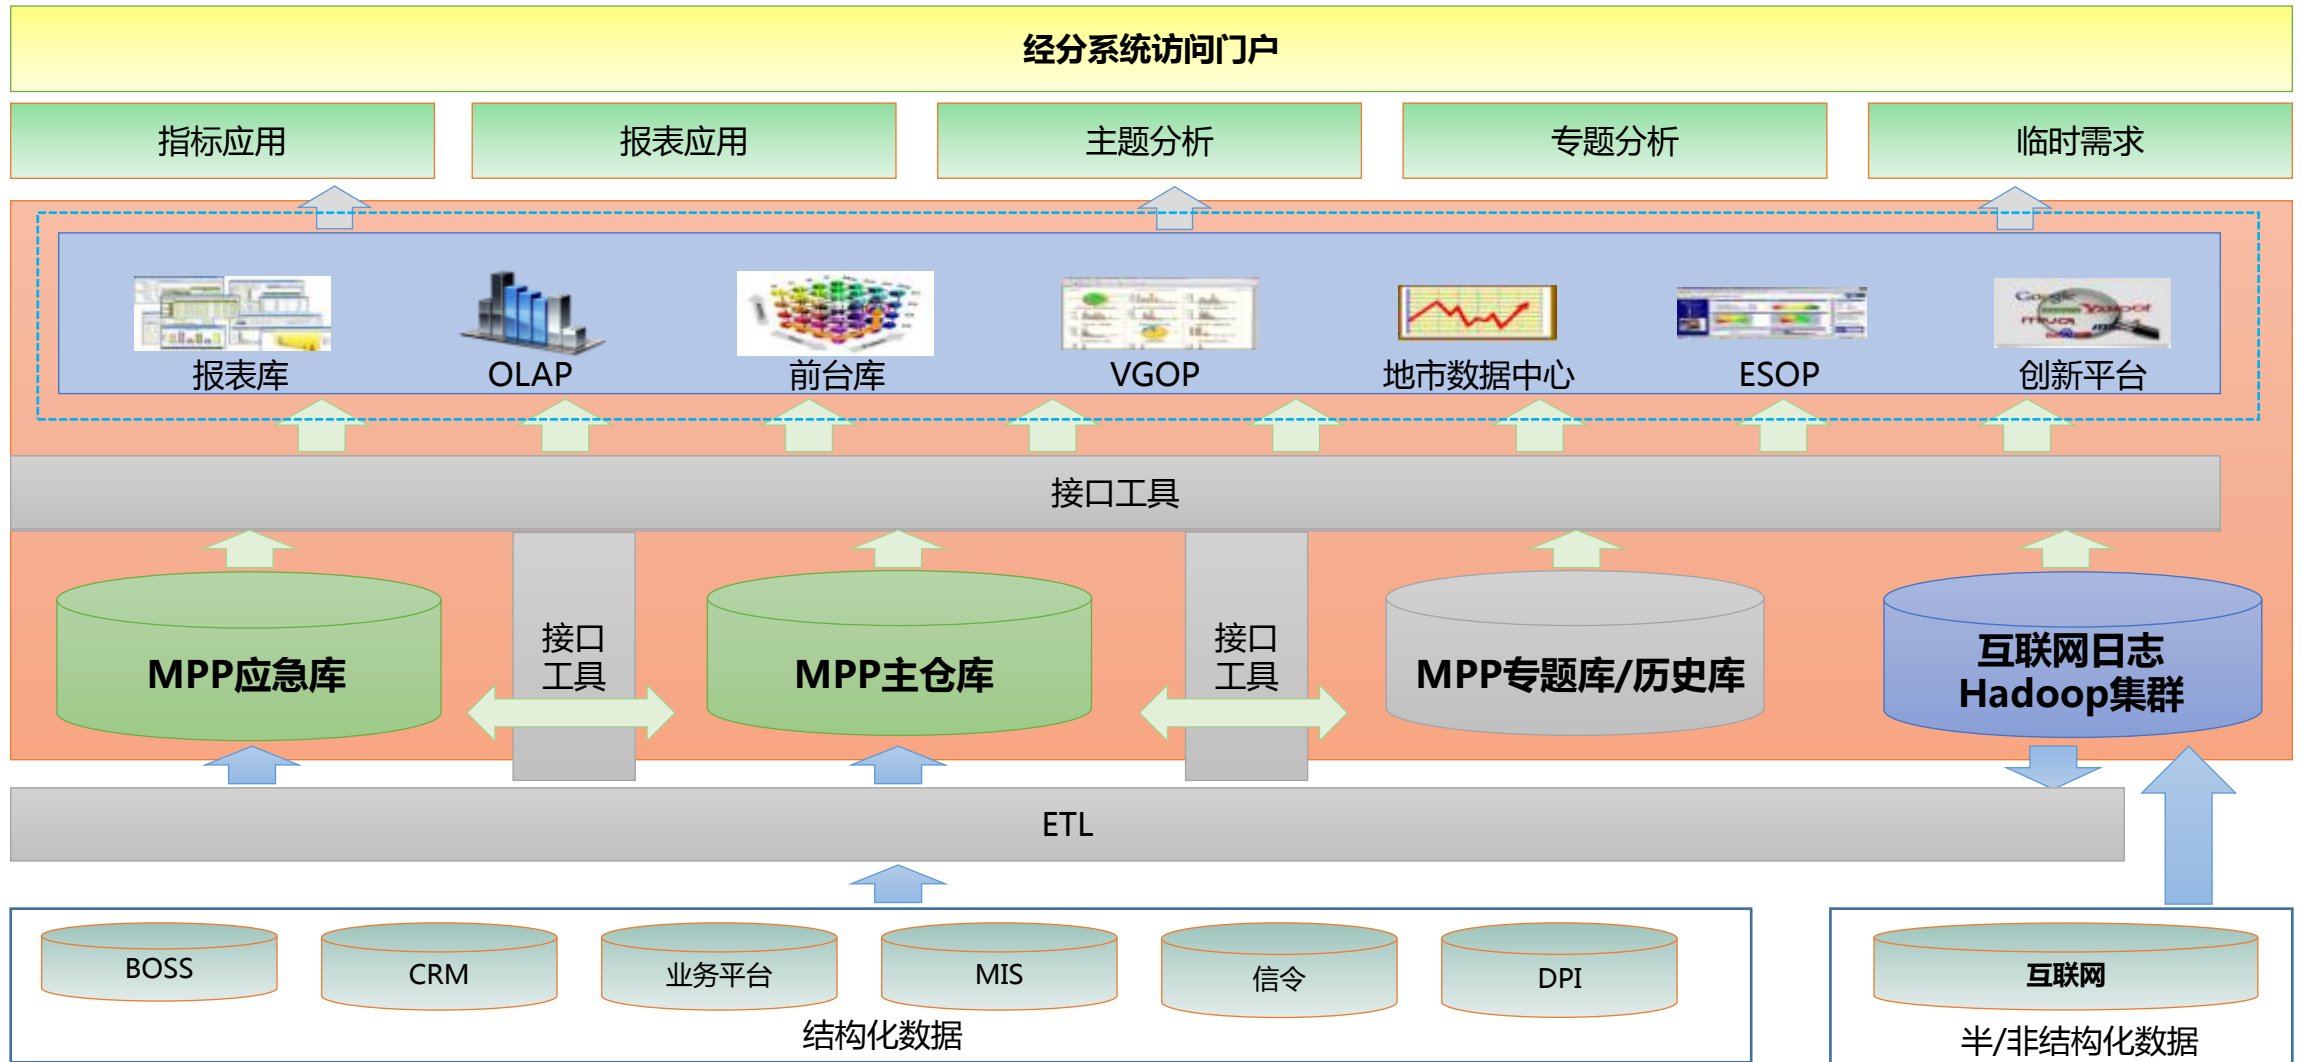 经分系统访问门户
指标应用
报表应用
主题分析
专题分析
临时需求
Google
YAHOO!
报表库
OLAP
前台库
VGOP
地市数据中心
ESOP
创新平台
接口工具
MPP应急库
接口
工具
MPP主仓库
接口
工具
MPP专题库/历史库
互联网日志
Hadoop集群
ETL
BOSS
CRM
业务平台
MIS
信令
DPI
互联网
结构化数据
半/非结构化数据